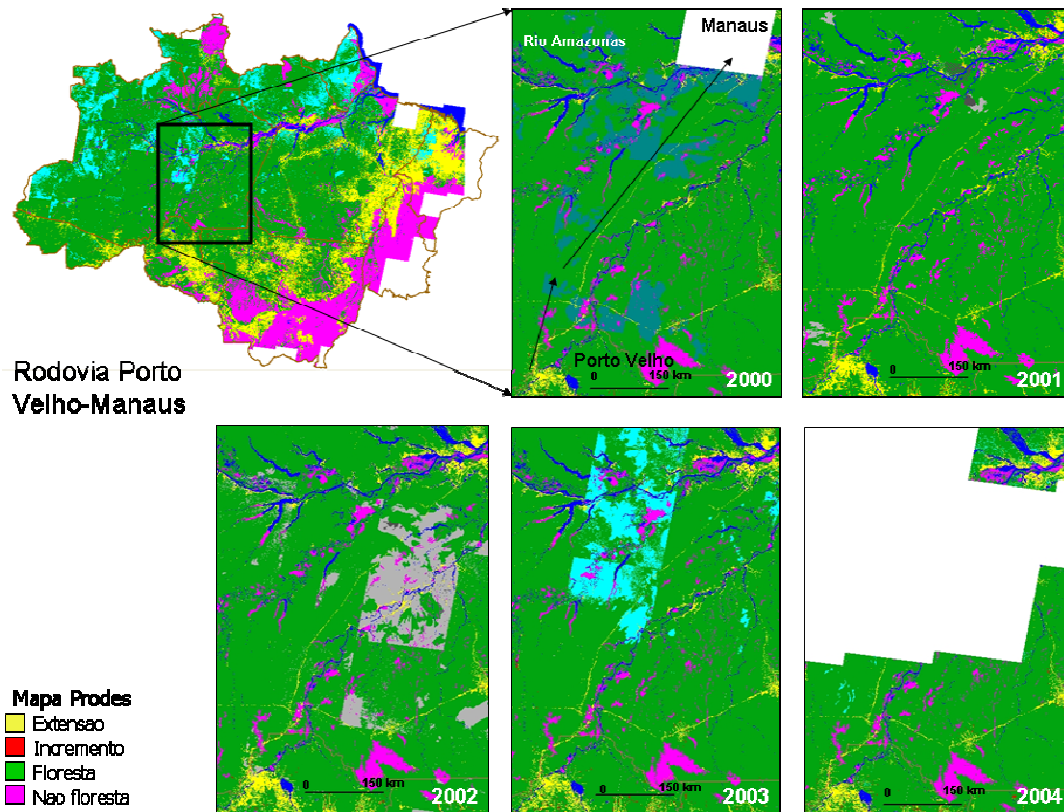 Rio Amazonas
Manaus
Porto Velho
0 150 km
2000
0 150 km
2001
Rodovia Porto
Velho-Manaus
0 150 km
2002
0 150 km
2003
0 150 km
2004
Mapa Prodes
Extensao
Incremento
Floresta
Nao floresta